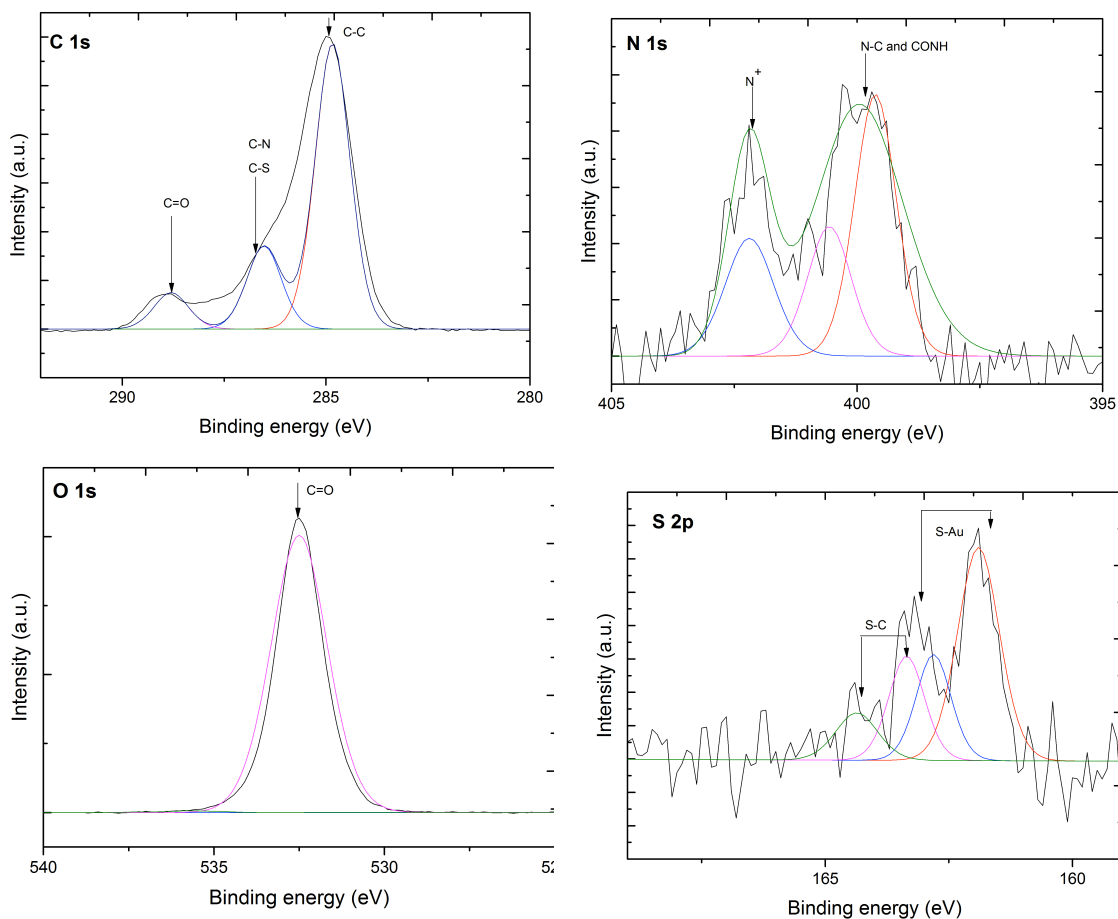 C 1s
C-C
C-N
C-S
C=O
Intensity (a.u.)
290
285
280
Binding energy (eV)
N 1s
N-C and CONH
N+
Intensity (a.u.)
405
400
395
Binding energy (eV)
O 1s
C=O
Intensity (a.u.)
540
535
530
52
Binding energy (eV)
S 2p
S-Au
S-C
Intensity (a.u.)
165
160
Binding energy (eV)